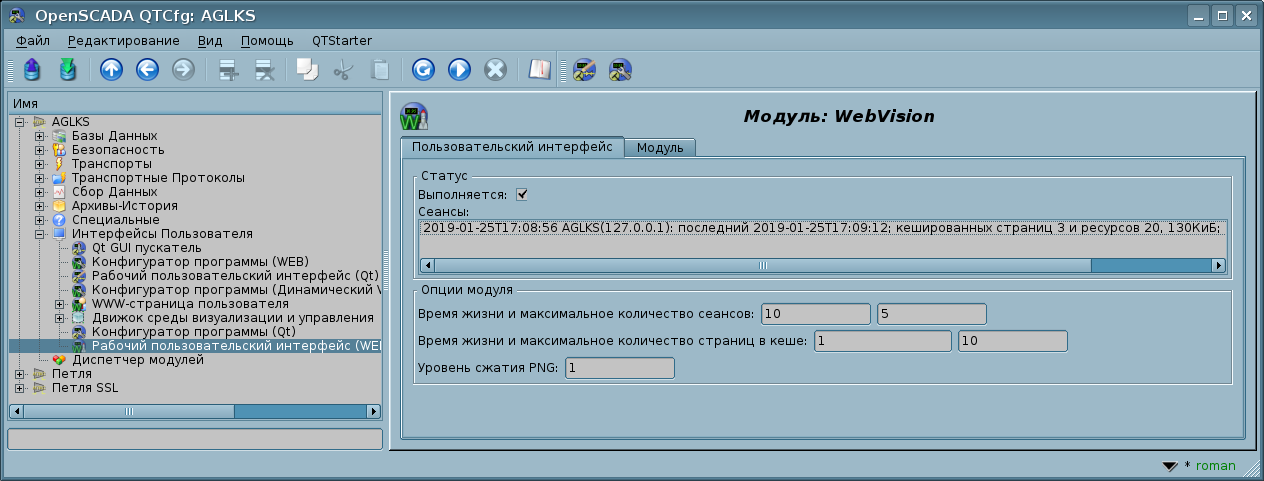 OpenSCADA QTCfg: AGLKS
Файл Редактирование Вид Помощь QTStarter
Имя
AGLKS
Базы Данных
Безопасность
Транспорты
Транспортные Протоколы
Сбор Данных
Архивы-История
Специальные
Интерфейсы Пользователя
Qt GUI пускатель
Конфигуратор программы (WEB)
Рабочий пользовательский интерфейс (Qt)
Конфигуратор программы (Динамический
WWW-страница пользователя
Движок среды визуализации и управления
Конфигуратор программы (Qt)
Рабочий пользовательский интерфейс (WE
Диспетчер модулей
Петля
Петля SSL
Модуль: WebVision
Пользовательский интерфейс Модуль
Статус
Выполняется:
Сеансы:
2019-01-25T17:08:56 AGLKS(127.0.0.1): последний 2019-01-25T17:09:12; кешированных страниц 3 и ресурсов 20, 130КиБ;
Опции модуля
Время жизни и максимальное количество сеансов: 10 5
Время жизни и максимальное количество страниц в кеше: 1 10
Уровень сжатия PNG: 1
* roman